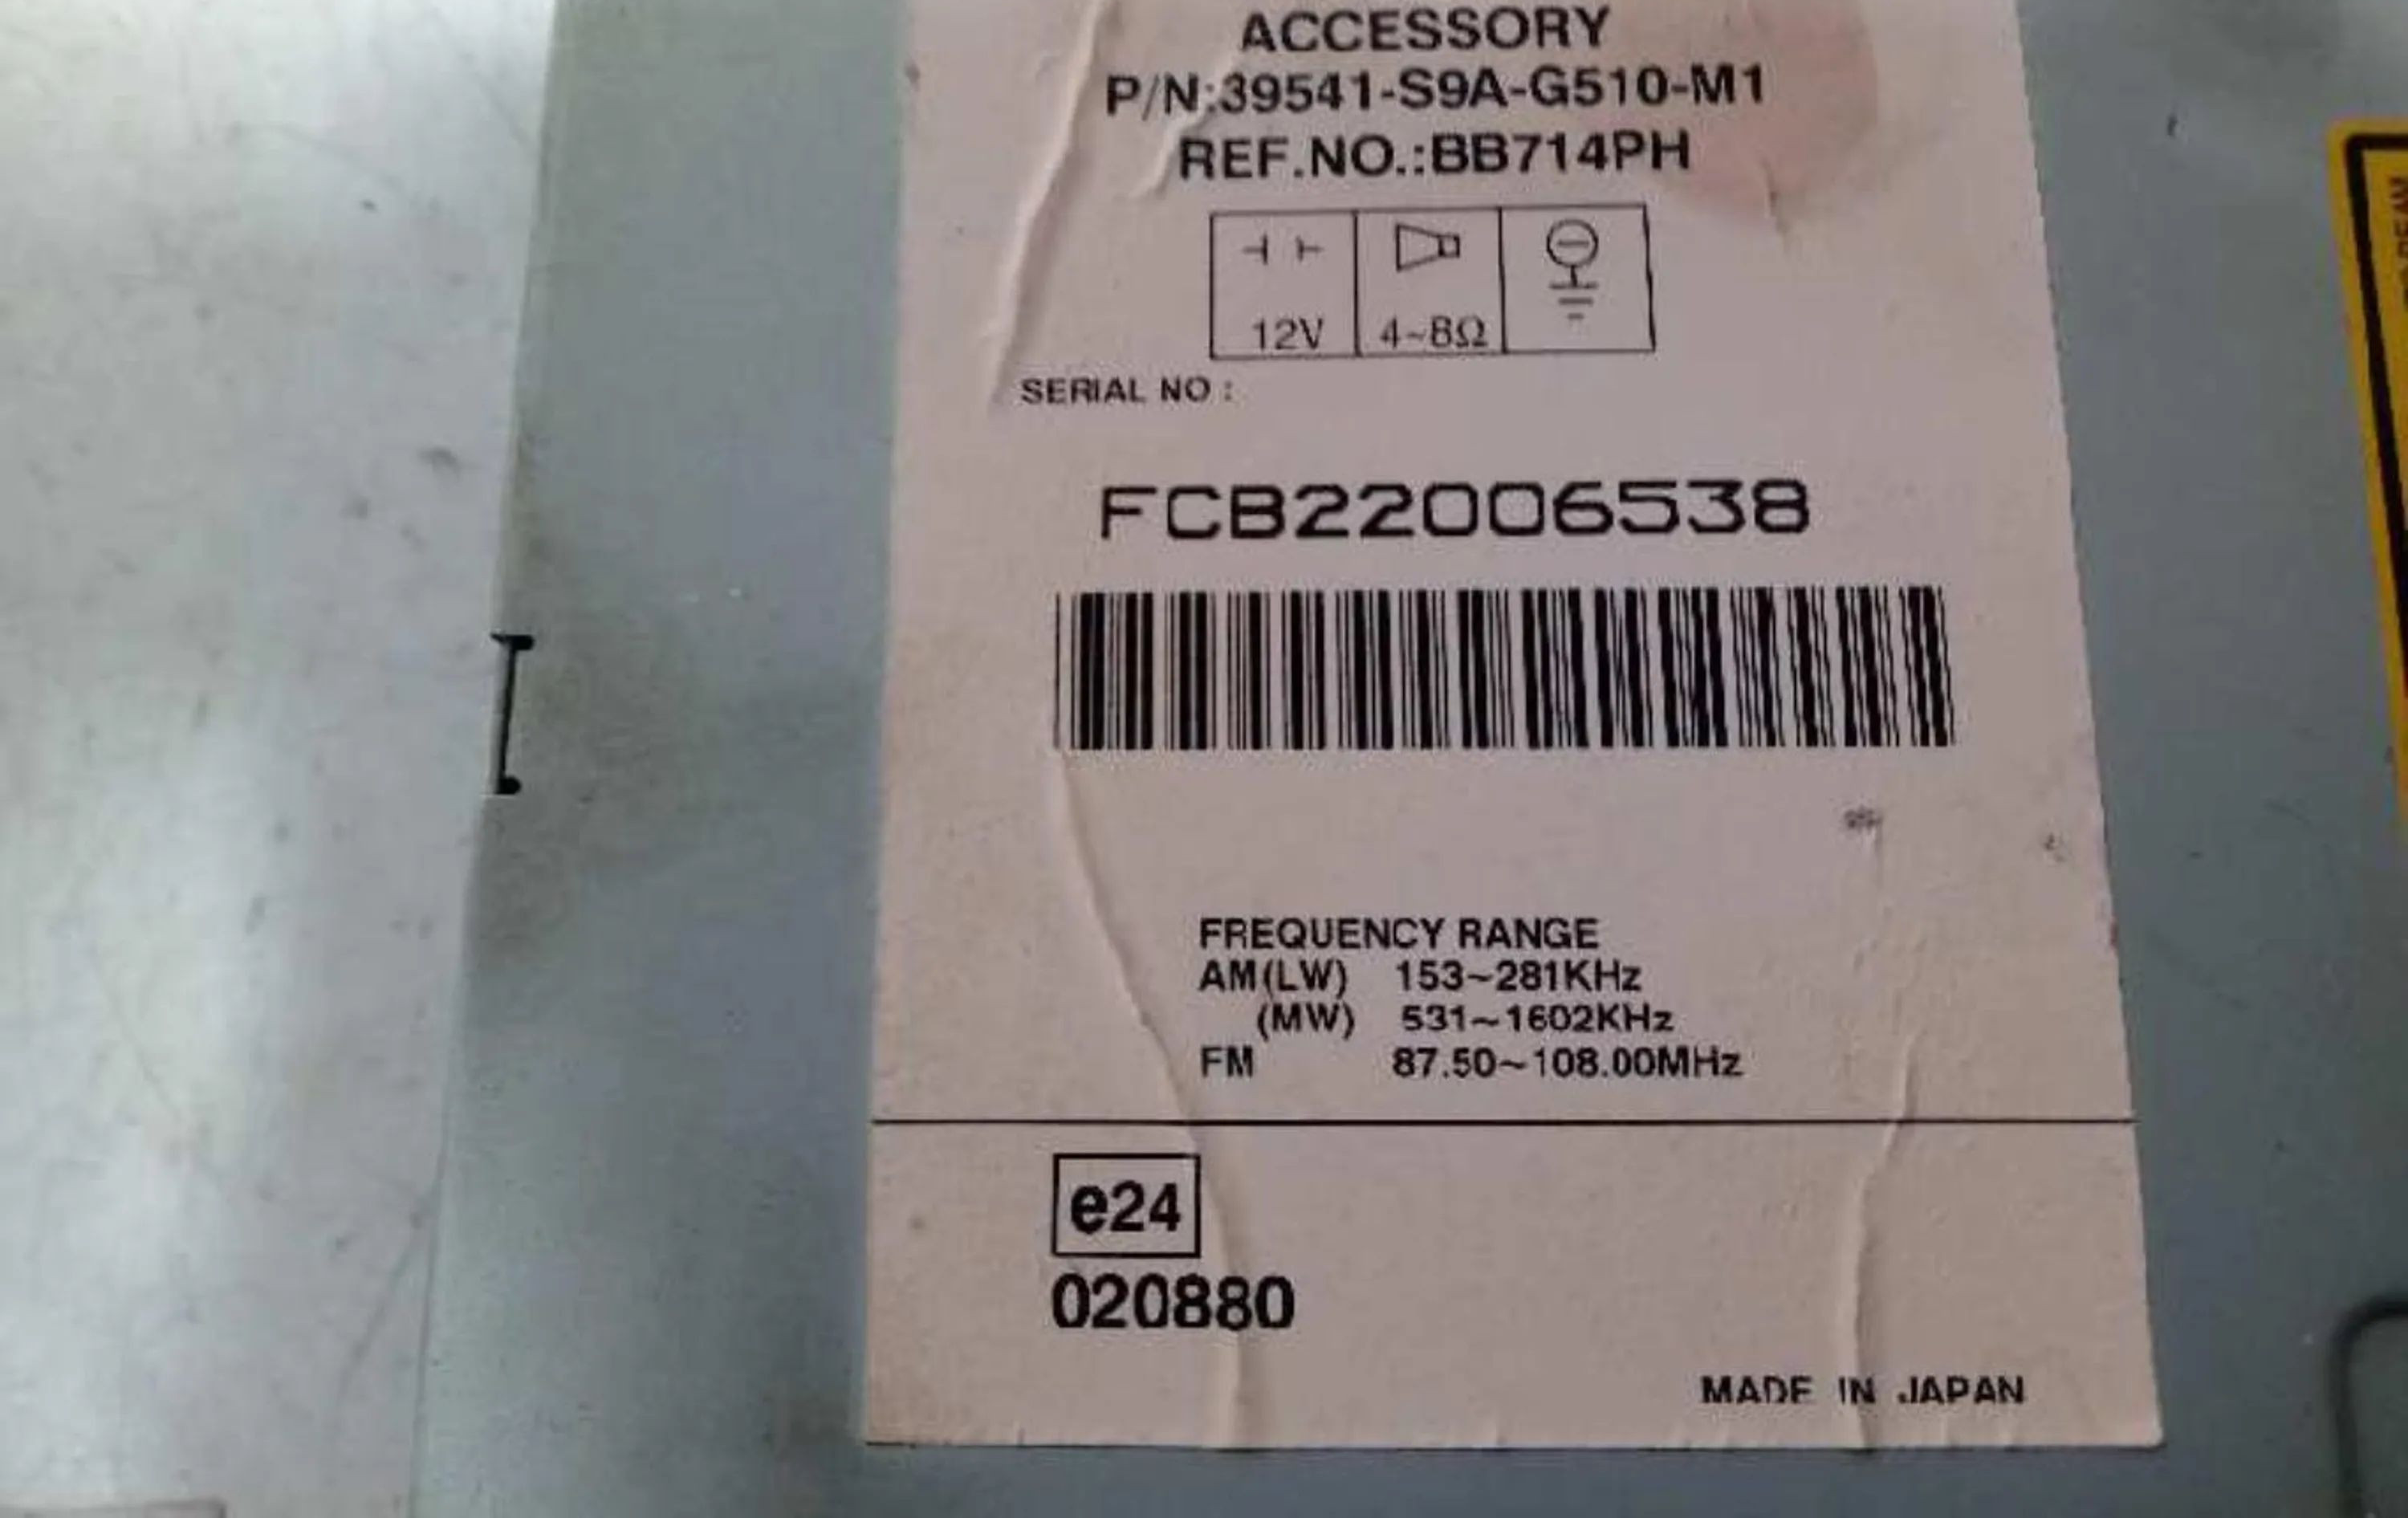 ACCESSORY
P/N:39541-S9A-G510-M1
REF.NO.:BB714PH
12V 4~8Ω
SERIAL NO :
FCB22006538
FREQUENCY RANGE
AM(LW) 153~281KHz
(MW) 531~1602KHz
FM 87.50~108.00MHz
e24
020880
MADE IN JAPAN